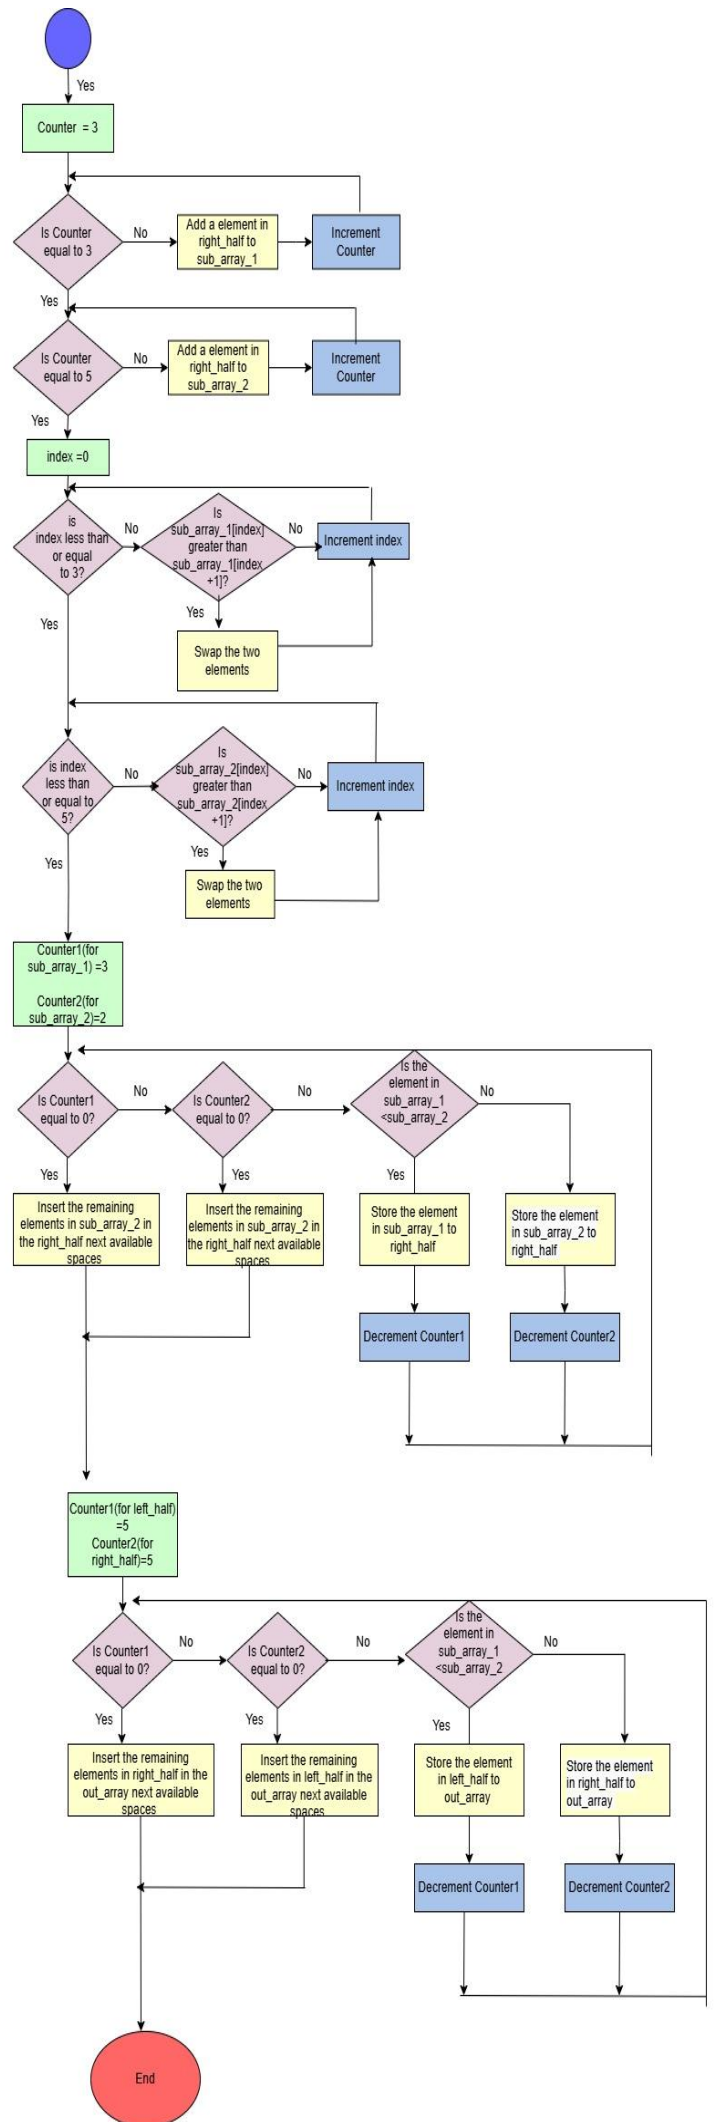 Yes
Counter = 3
Is Counter
equal to 3
No
Add a element in
right_half to
sub_array_1
Increment
Counter
Yes
Is Counter
equal to 5
No
Add a element in
right_half to
sub_array_2
Increment
Counter
Yes
index =0
is
index less than
or equal
to 3?
No
Is
sub_array_1[index]
greater than
sub_array_1[index
+1]?
No
Increment index
Yes
Yes
Swap the two
elements
is index
less than
or equal to
5?
No
Is
sub_array_2[index]
greater than
sub_array_2[index
+1]?
No
Increment index
Yes
Yes
Swap the two
elements
Counter1(for
sub_array_1) =3
Counter2(for
sub_array_2)=2
Is Counter1
equal to 0?
No
Is Counter2
equal to 0?
No
Is the
element in
sub_array_1
<sub_array_2
No
Yes
Yes
Yes
Insert the remaining
elements in sub_array_2 in
the right_half next available
spaces
Insert the remaining
elements in sub_array_2 in
the right_half next available
spaces
Store the element
in sub_array_1 to
right_half
Store the element
in sub_array_2 to
right_half
Decrement Counter1
Decrement Counter2
Counter1(for left_half)
=5
Counter2(for
right_half)=5
Is Counter1
equal to 0?
No
Is Counter2
equal to 0?
No
Is the
element in
sub_array_1
<sub_array_2
No
Yes
Yes
Yes
Insert the remaining
elements in right_half in the
out_array next available
spaces
Insert the remaining
elements in left_half in the
out_array next available
spaces
Store the element
in left_half to
out_array
Store the element
in right_half to
out_array
Decrement Counter1
Decrement Counter2
End